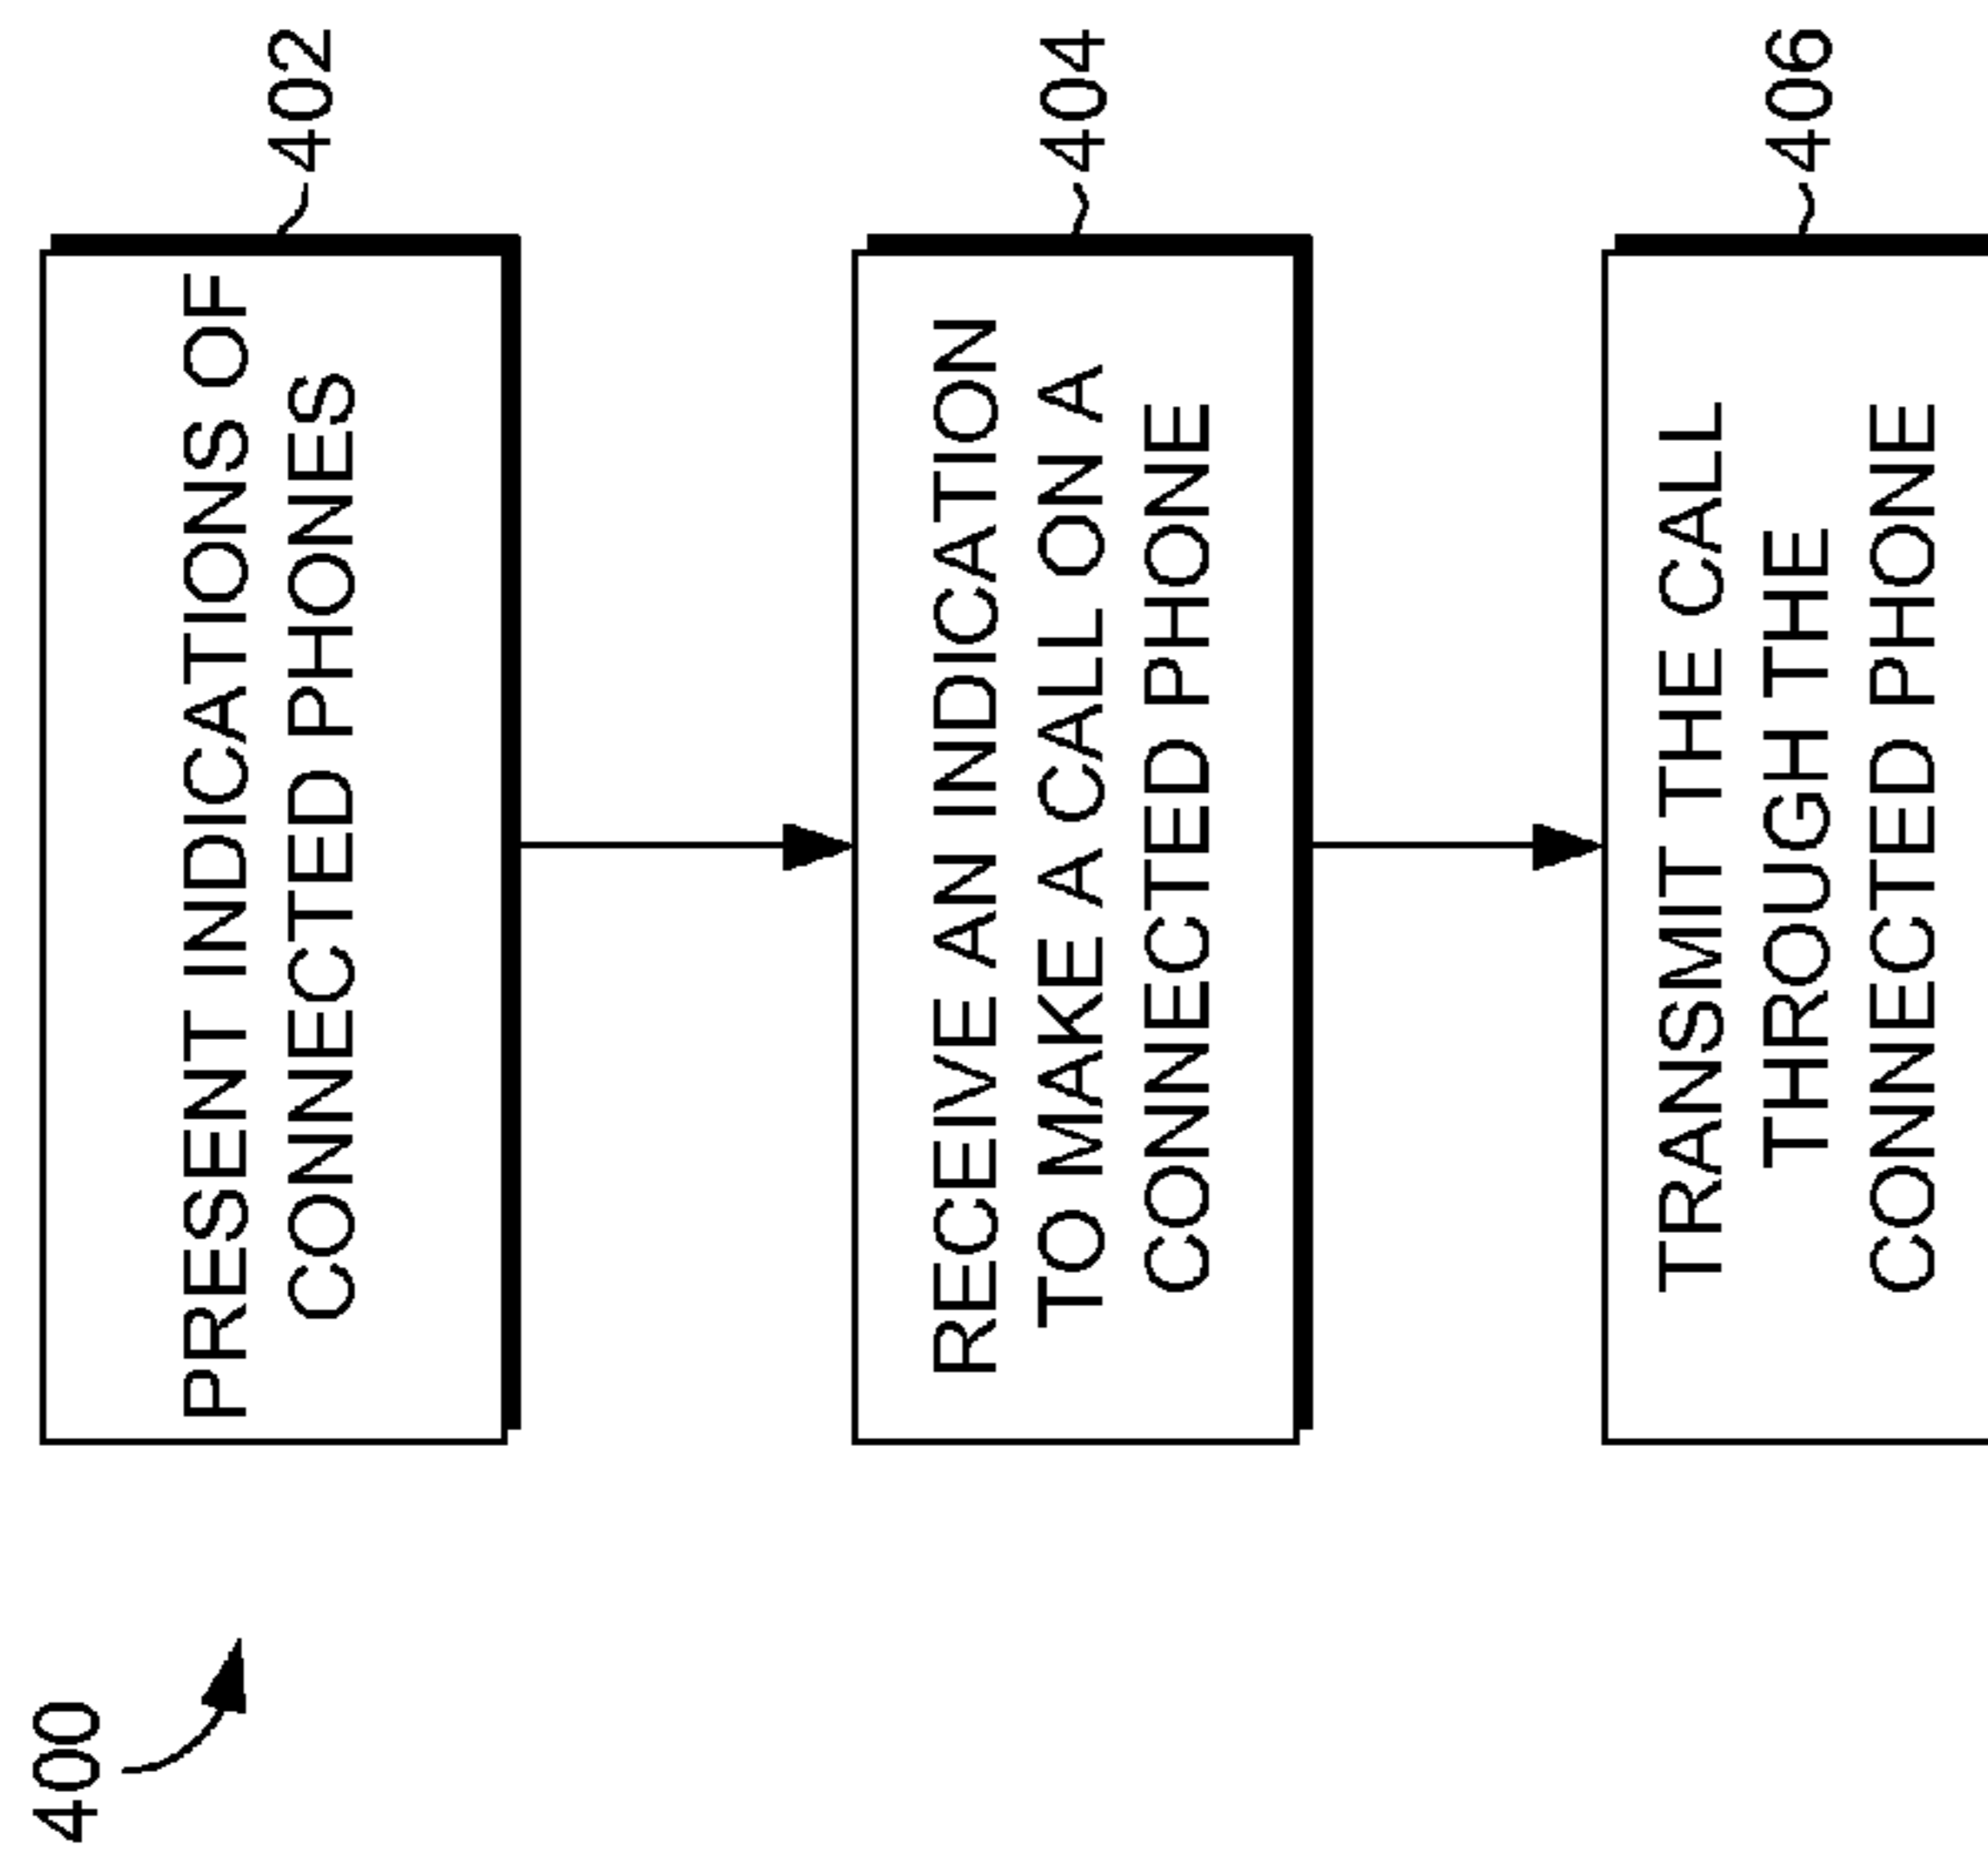 400
PRESENT INDICATIONS OF
CONNECTED PHONES
402
RECEIVE AN INDICATION
TO MAKE A CALL ON A
CONNECTED PHONE
404
TRANSMIT THE CALL
THROUGH THE
CONNECTED PHONE
406